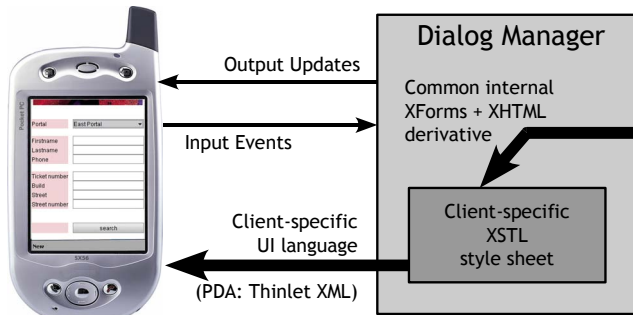 Pocket PC
Portal East Portal
Firstname
Lastname
Phone
Ticket number
Build
Street
Street number
search
New
SX56
Output Updates
Input Events
Client-specific
UI language
(PDA: Thinlet XML)
Dialog Manager
Common internal
XForms + XHTML
derivative
Client-specific
XSTL
style sheet